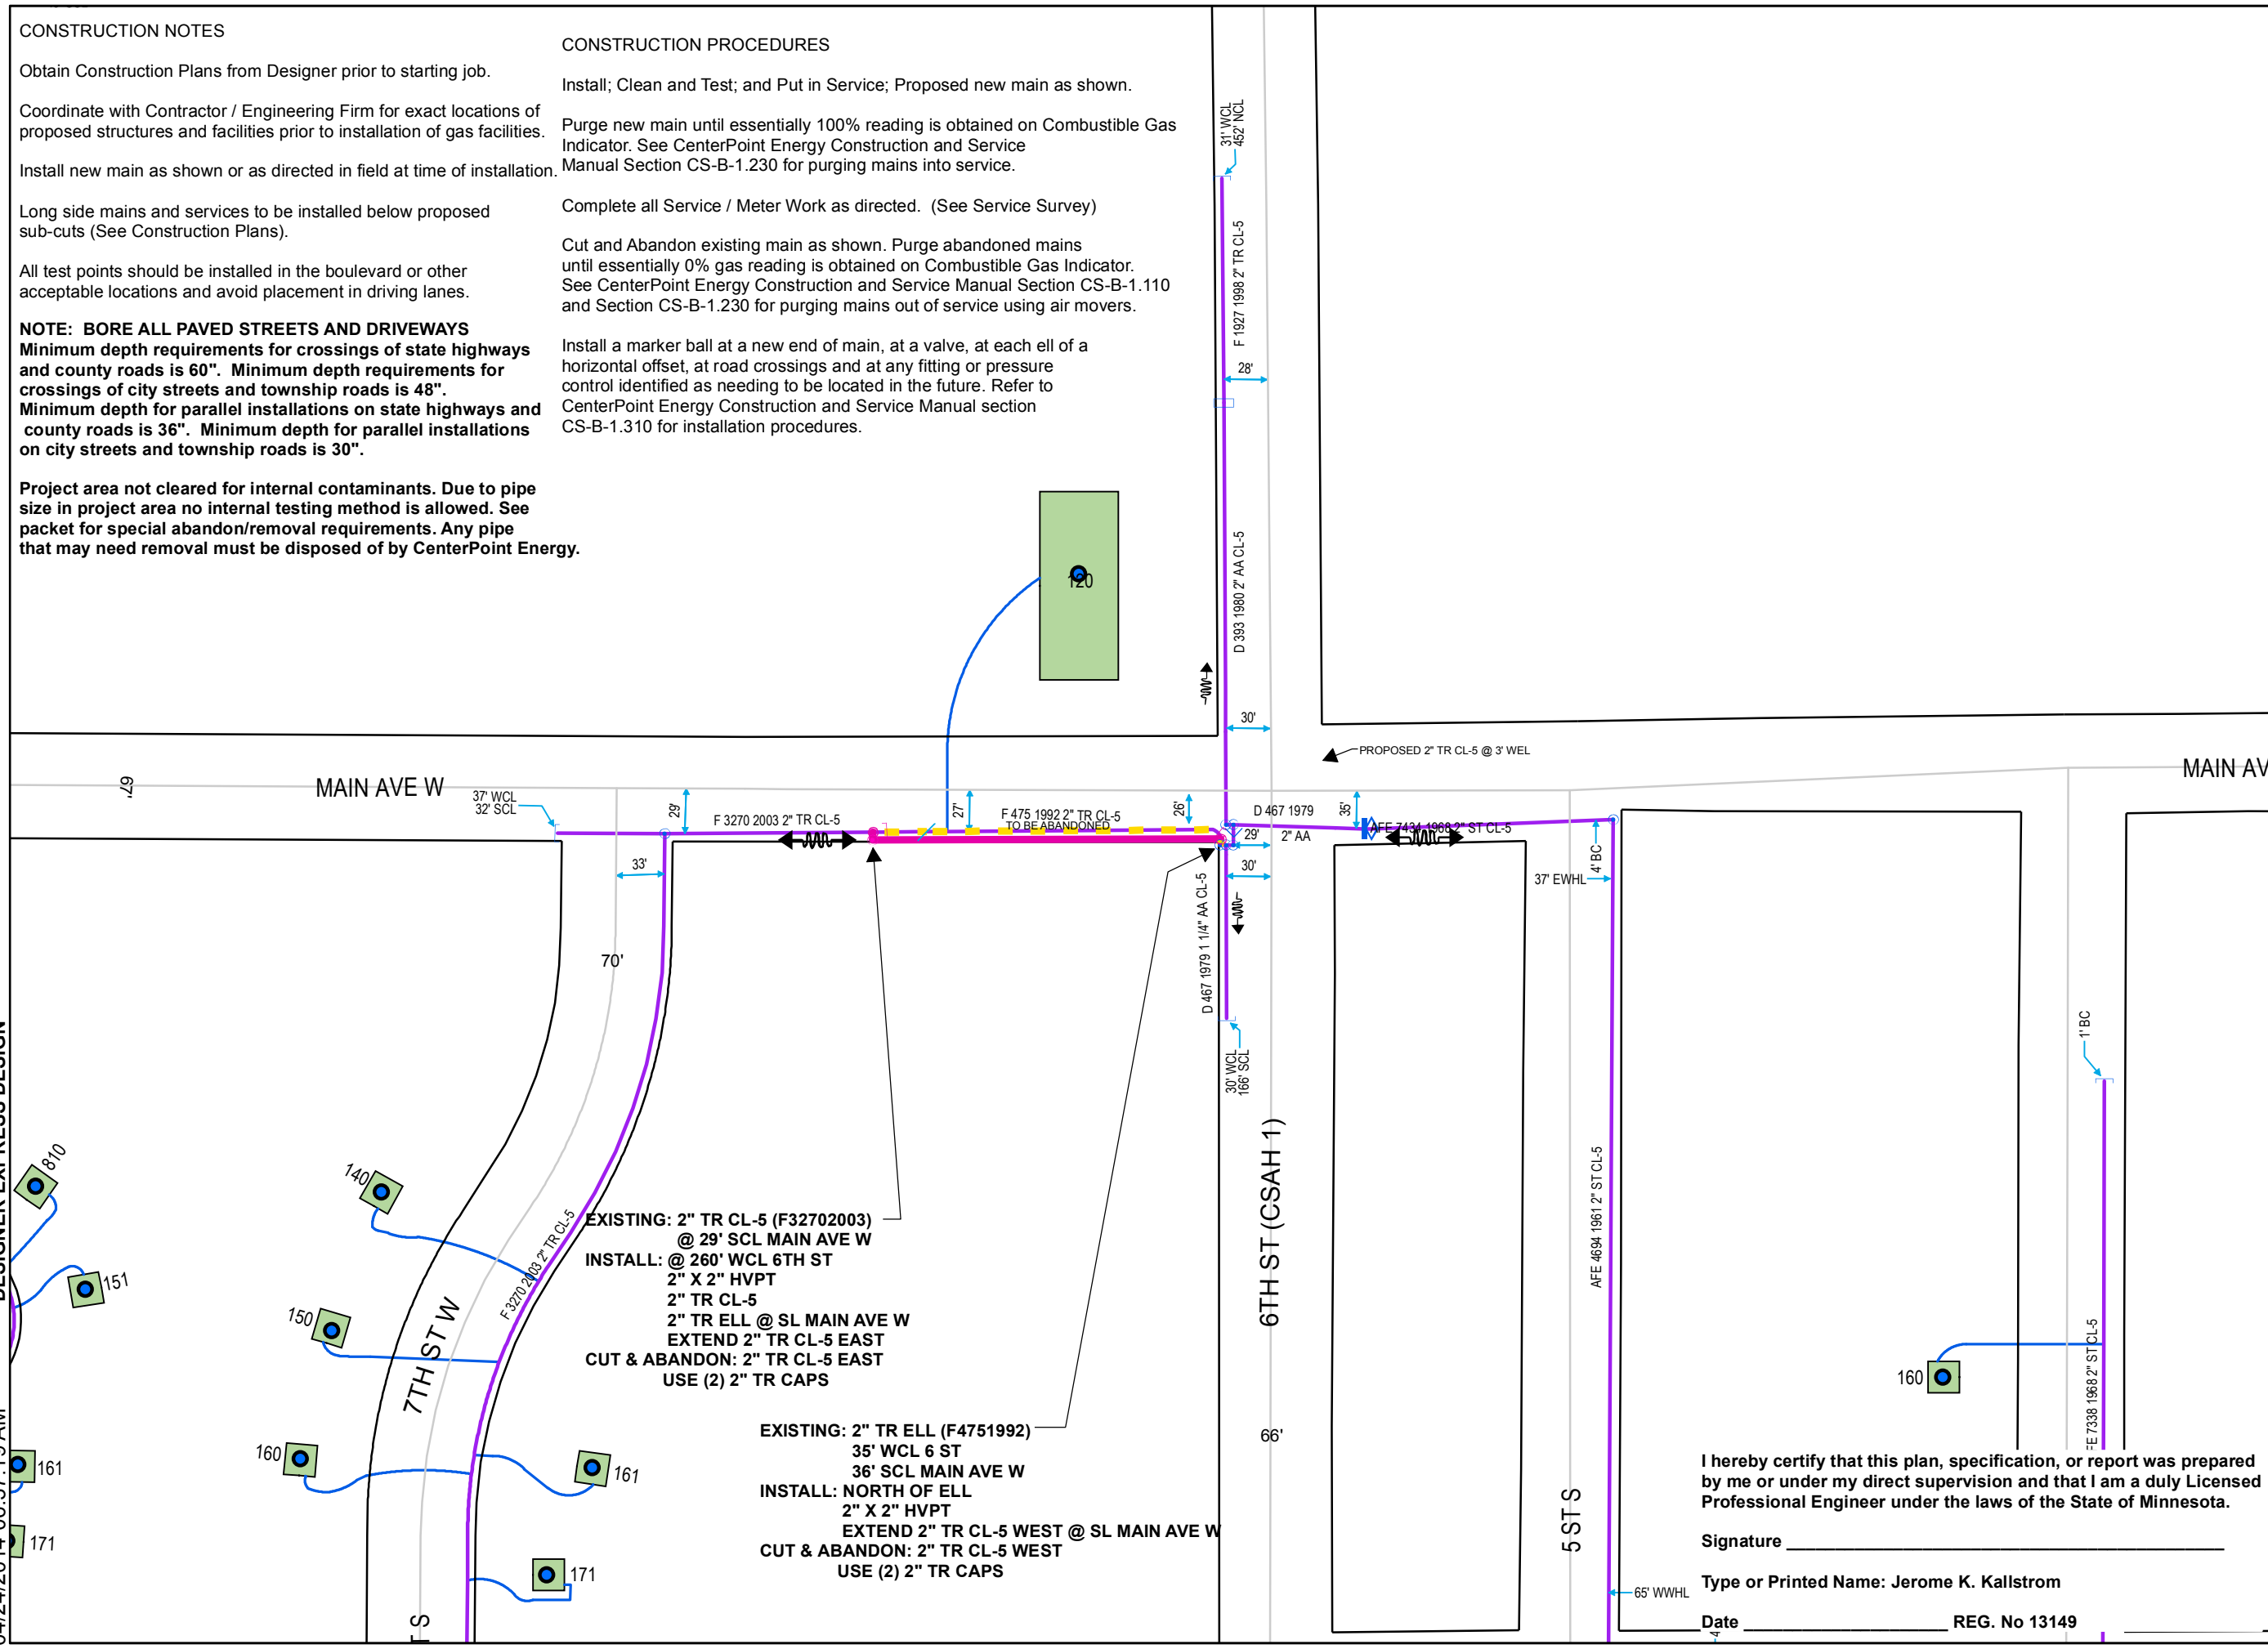 CONSTRUCTION NOTES
Obtain Construction Plans from Designer prior to starting job.
Coordinate with Contractor / Engineering Firm for exact locations of
proposed structures and facilities prior to installation of gas facilities.
Install new main as shown or as directed in field at time of installation.
Long side mains and services to be installed below proposed
sub-cuts (See Construction Plans).
All test points should be installed in the boulevard or other
acceptable locations and avoid placement in driving lanes.
NOTE: BORE ALL PAVED STREETS AND DRIVEWAYS
Minimum depth requirements for crossings of state highways
and county roads is 60". Minimum depth requirements for
crossings of city streets and township roads is 48".
Minimum depth for parallel installations on state highways and
county roads is 36". Minimum depth for parallel installations
on city streets and township roads is 30".
Project area not cleared for internal contaminants. Due to pipe
size in project area no internal testing method is allowed. See
packet for special abandon/removal requirements. Any pipe
that may need removal must be disposed of by CenterPoint Energy.
CONSTRUCTION PROCEDURES
Install; Clean and Test; and Put in Service; Proposed new main as shown.
Purge new main until essentially 100% reading is obtained on Combustible Gas
Indicator. See CenterPoint Energy Construction and Service
Manual Section CS-B-1.230 for purging mains into service.
Complete all Service / Meter Work as directed. (See Service Survey)
Cut and Abandon existing main as shown. Purge abandoned mains
until essentially 0% gas reading is obtained on Combustible Gas Indicator.
See CenterPoint Energy Construction and Service Manual Section CS-B-1.110
and Section CS-B-1.230 for purging mains out of service using air movers.
Install a marker ball at a new end of main, at a valve, at each ell of a
horizontal offset, at road crossings and at any fitting or pressure
control identified as needing to be located in the future. Refer to
CenterPoint Energy Construction and Service Manual section
CS-B-1.310 for installation procedures.
31' WCL
452' NCL
F 1927 1998 2" TR CL-5
28'
D 393 1980 2" AA CL-5
120
30'
PROPOSED 2" TR CL-5 @ 3' WEL
67'
MAIN AVE W
MAIN AV
37' WCL
32' SCL
29'
F 3270 2003 2" TR CL-5
27'
F 475 1992 2" TR CL-5
TO BE ABANDONED
26'
D 467 1979
2" AA
29'
35'
AFE 7434 1968 2" ST CL-5
33'
30'
4' BC
37' EWHL
D 467 1979 1 1/4" AA CL-5
70'
30' WCL
166' SCL
1' BC
6TH ST (CSAH 1)
66'
AFE 4694 1961 2" ST CL-5
810
140
151
150
F 3270 2003 2" TR CL-5
7TH ST W
EXISTING: 2" TR CL-5 (F32702003)
@ 29' SCL MAIN AVE W
INSTALL: @ 260' WCL 6TH ST
2" X 2" HVPT
2" TR CL-5
2" TR ELL @ SL MAIN AVE W
EXTEND 2" TR CL-5 EAST
CUT & ABANDON: 2" TR CL-5 EAST
USE (2) 2" TR CAPS
160
FE 7338 1968 2" ST CL-5
EXISTING: 2" TR ELL (F4751992)
35' WCL 6 ST
36' SCL MAIN AVE W
INSTALL: NORTH OF ELL
2" X 2" HVPT
EXTEND 2" TR CL-5 WEST @ SL MAIN AVE W
CUT & ABANDON: 2" TR CL-5 WEST
USE (2) 2" TR CAPS
161
160
161
171
171
5 ST S
65' WWHL
I hereby certify that this plan, specification, or report was prepared
by me or under my direct supervision and that I am a duly Licensed
Professional Engineer under the laws of the State of Minnesota.
Signature
Type or Printed Name: Jerome K. Kallstrom
Date REG. No 13149